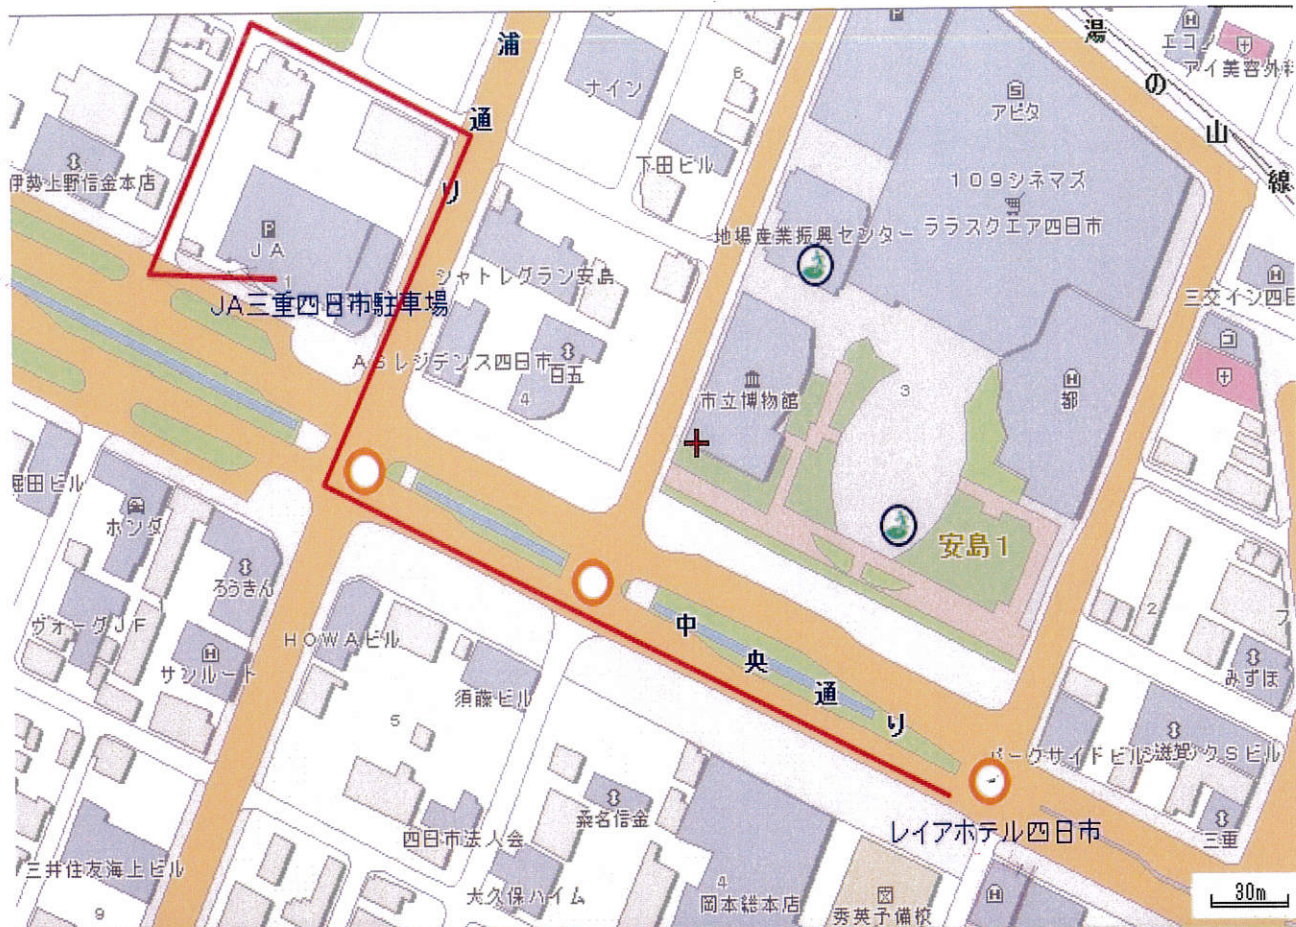 浦通り
湯の山線
エコン
アイ美容外科
ナイン
6
アピタ
下田ビル
109シネマズ
伊勢上野信金本店
P
JA
1
地場産業振興センター
ララスクエア四日市
シャトレグラン安島
三交イン四日
JA三重四日市駐車場
ASレジデンス四日市
百五
4
市立博物館
3
都
堀田ビル
ホンダ
安島1
ろうきん
ヴォーグJF
サンルート
HOWAビル
中央通り
2
フ
みずほ
須藤ビル
5
パークサイドビル
滋賀
クSビル
桑名信金
四日市法人会
レイアホテル四日市
三重
三井住友海上ビル
大久保ハイム
4
岡本総本店
秀英予備校
9
30m